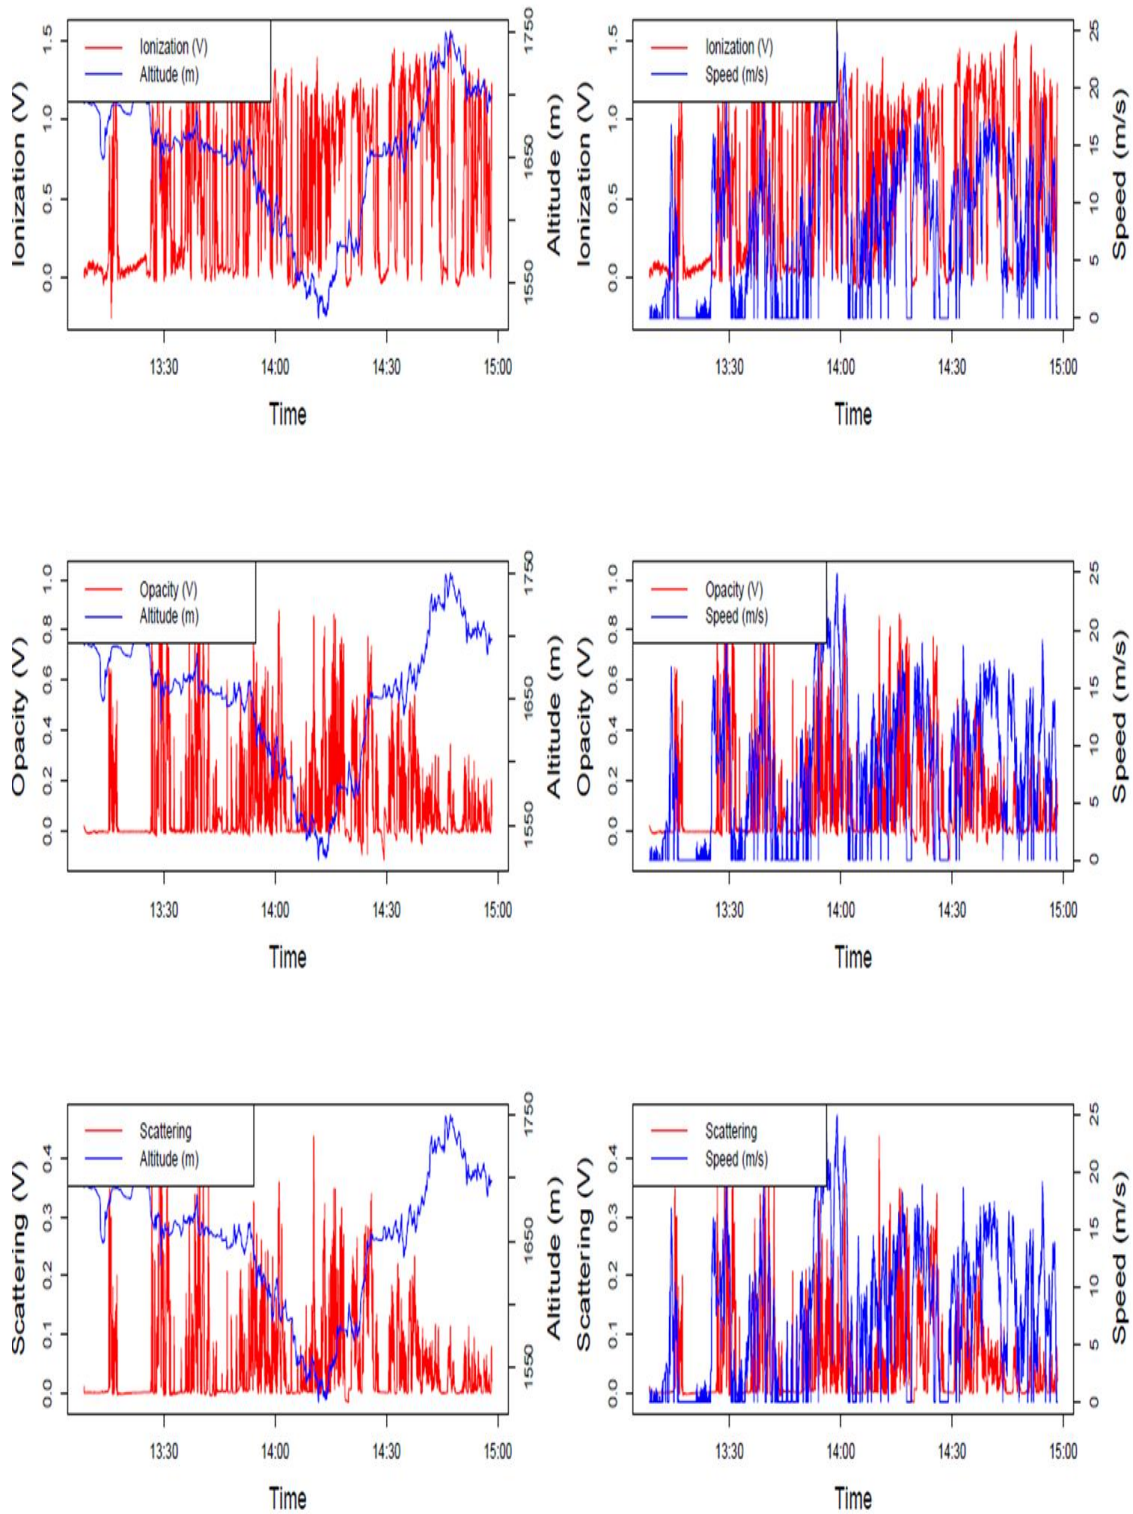 Ionization (V)
Altitude (m)
Ionization (V)
0.0 0.5 1.0 1.5
Altitude (m)
1550 1650 1750
13:30 14:00 14:30 15:00
Time
Ionization (V)
Speed (m/s)
Ionization (V)
0.0 0.5 1.0 1.5
Speed (m/s)
0 5 10 15 20 25
13:30 14:00 14:30 15:00
Time
Opacity (V)
Altitude (m)
Opacity (V)
0.0 0.2 0.4 0.6 0.8 1.0
Altitude (m)
1550 1650 1750
13:30 14:00 14:30 15:00
Time
Opacity (V)
Speed (m/s)
Opacity (V)
0.0 0.2 0.4 0.6 0.8 1.0
Speed (m/s)
0 5 10 15 20 25
13:30 14:00 14:30 15:00
Time
Scattering
Altitude (m)
Scattering (V)
0.0 0.1 0.2 0.3 0.4
Altitude (m)
1550 1650 1750
13:30 14:00 14:30 15:00
Time
Scattering
Speed (m/s)
Scattering (V)
0.0 0.1 0.2 0.3 0.4
Speed (m/s)
0 5 10 15 20 25
13:30 14:00 14:30 15:00
Time